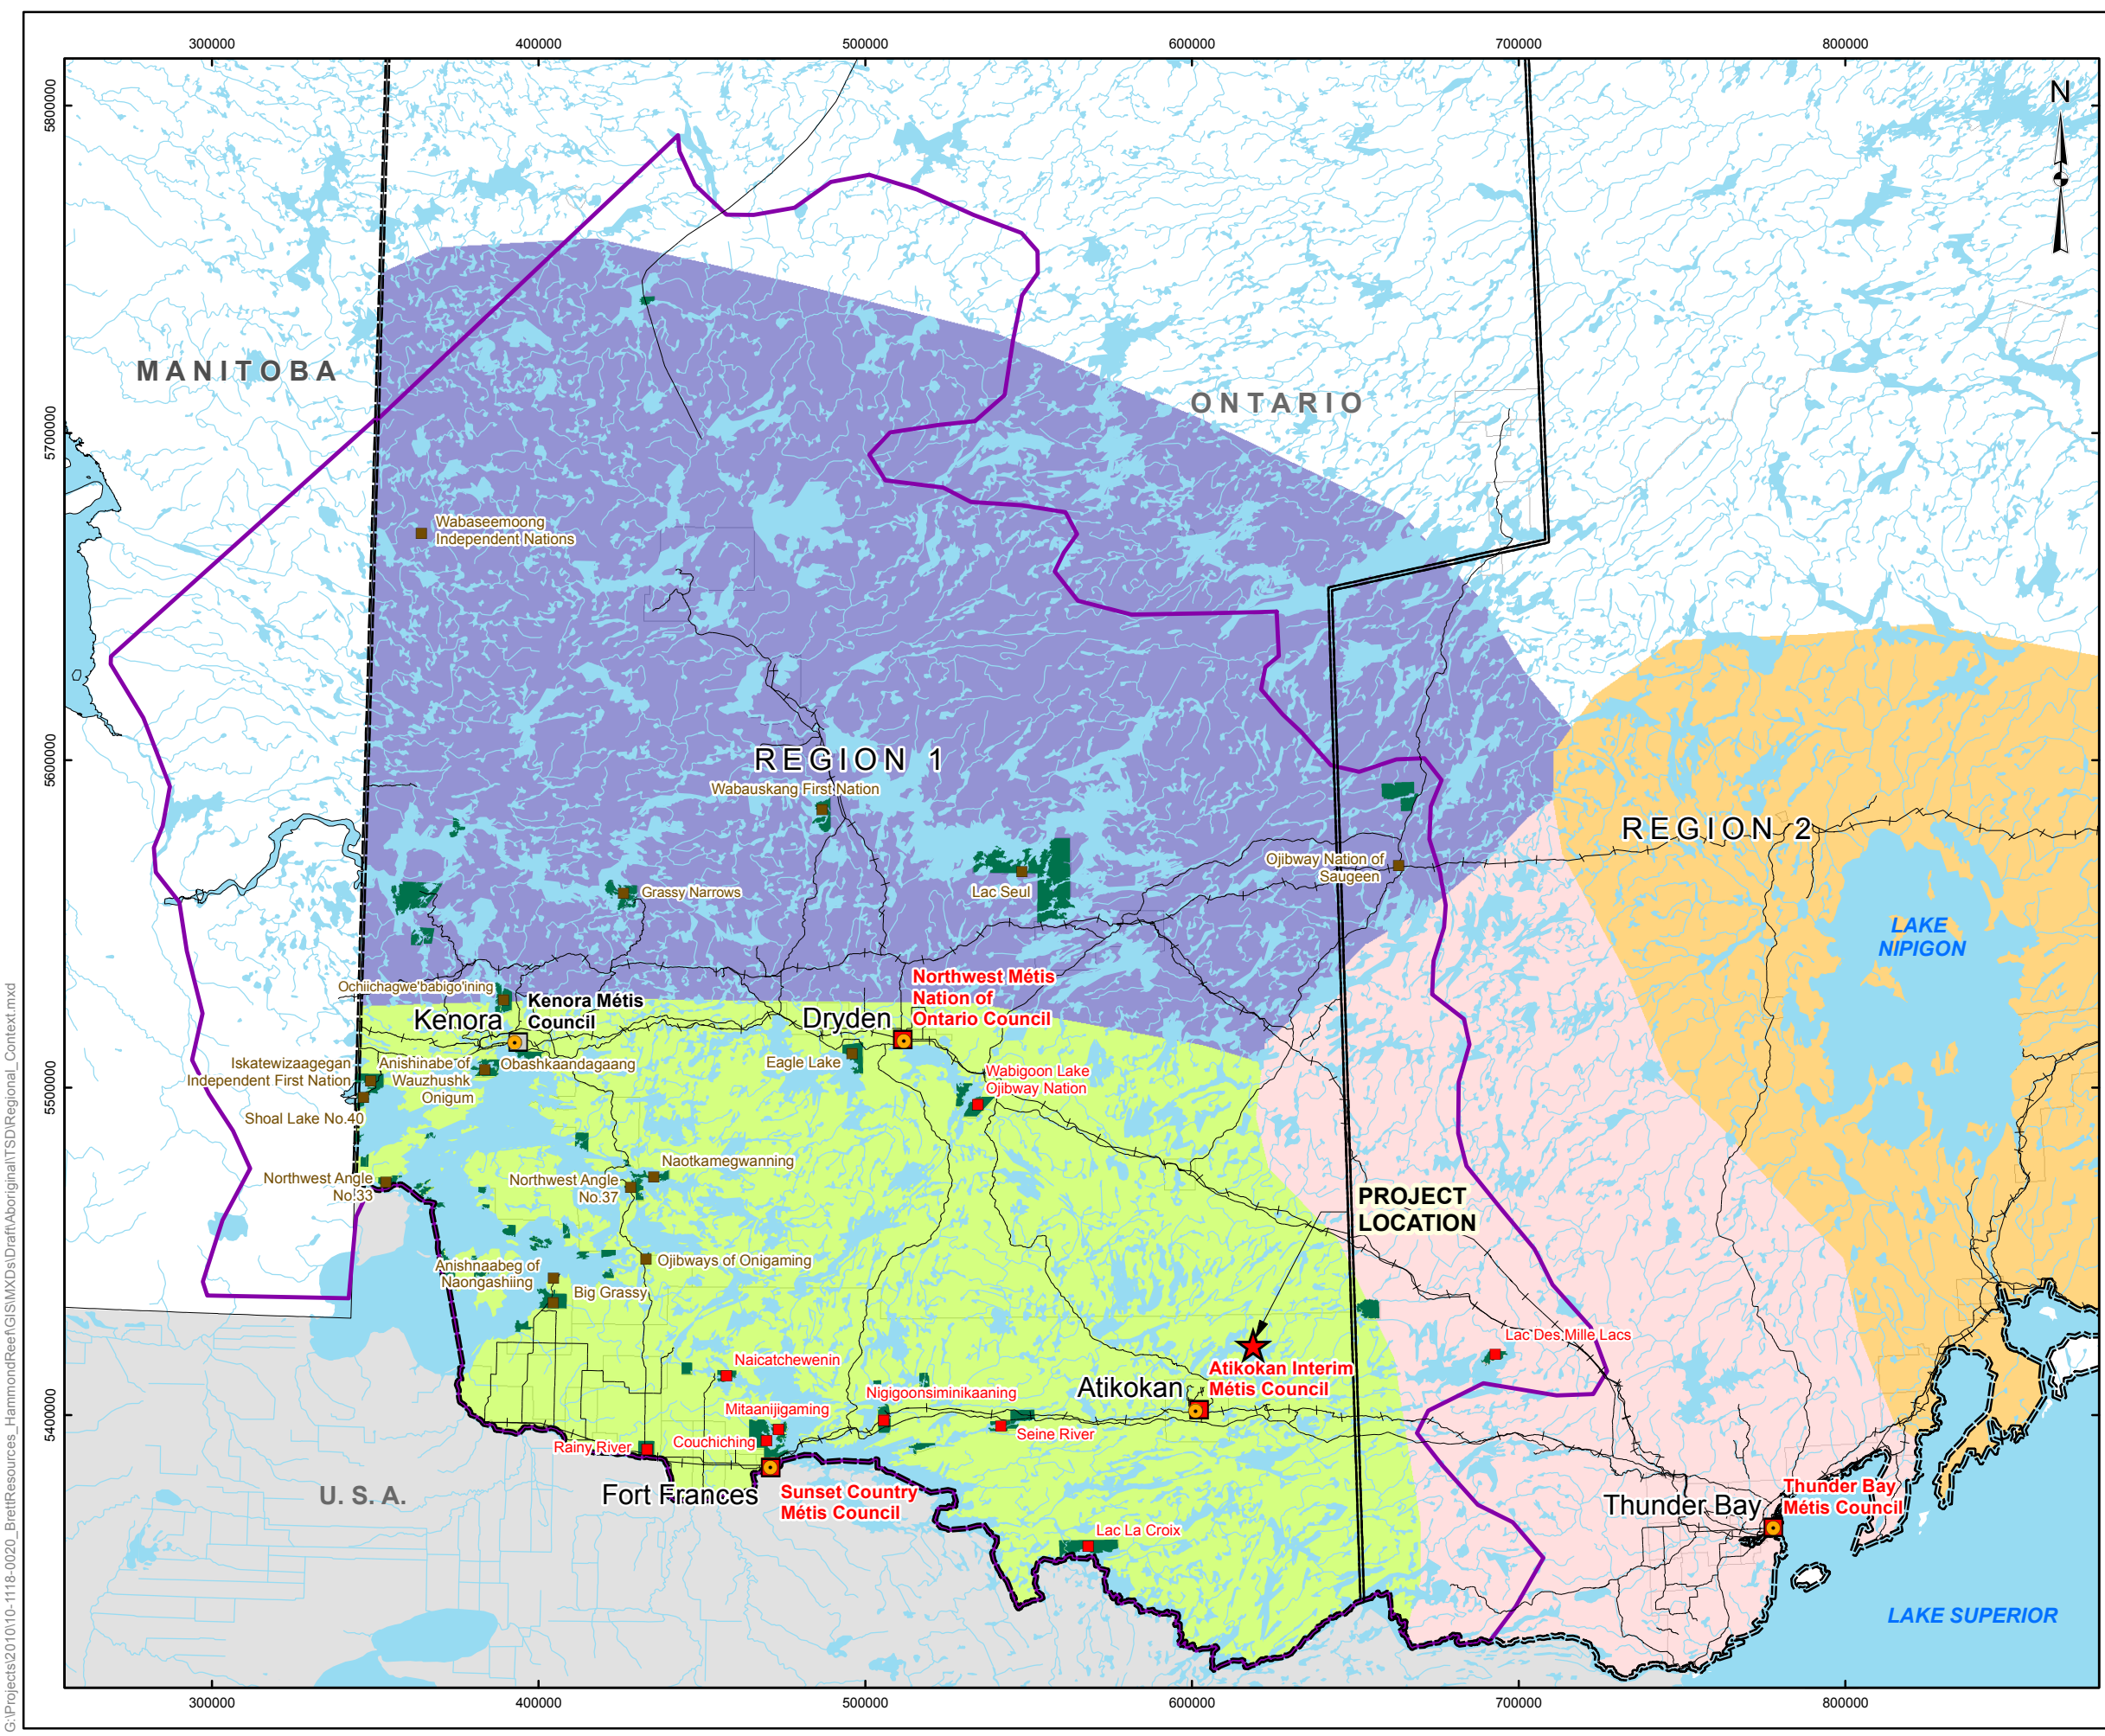 300000
400000
500000
600000
700000
800000
5800000
5700000
5600000
5500000
5400000
N
MANITOBA
ONTARIO
Wabaseemoong
Independent Nations
REGION 1
Wabauskang First Nation
REGION 2
Ojibway Nation of
Saugeen
Lac Seul
Grassy Narrows
LAKE
NIPIGON
Ochiichagwe'babigo'ining
Kenora Métis
Council
Kenora
Northwest Métis
Nation of
Ontario Council
Dryden
Eagle Lake
Iskatewizaagegan
Independent First Nation
Anishinabe of
Wauzhushk
Onigum
Obashkaandagaang
Wabigoon Lake
Ojibway Nation
Shoal Lake No.40
Northwest Angle
No.33
Naotkamegwanning
Northwest Angle
No.37
PROJECT
LOCATION
Ojibways of Onigaming
Anishnaabeg of
Naongashiing
Big Grassy
Lac Des Mille Lacs
Naicatchewenin
Atikokan Interim
Métis Council
Atikokan
Nigigoonsiminikaaning
Mitaanijigaming
Seine River
Couchiching
Rainy River
Fort Frances
Sunset Country
Métis Council
U.S.A.
Thunder Bay
Métis Council
Thunder Bay
Lac La Croix
LAKE SUPERIOR
300000
400000
500000
600000
700000
800000
G:\Projects\2010\10-1118-0020_BrettResources_HammondReef\GIS\MXDs\Draft\Aboriginal\TSD\Regional_Context.mxd